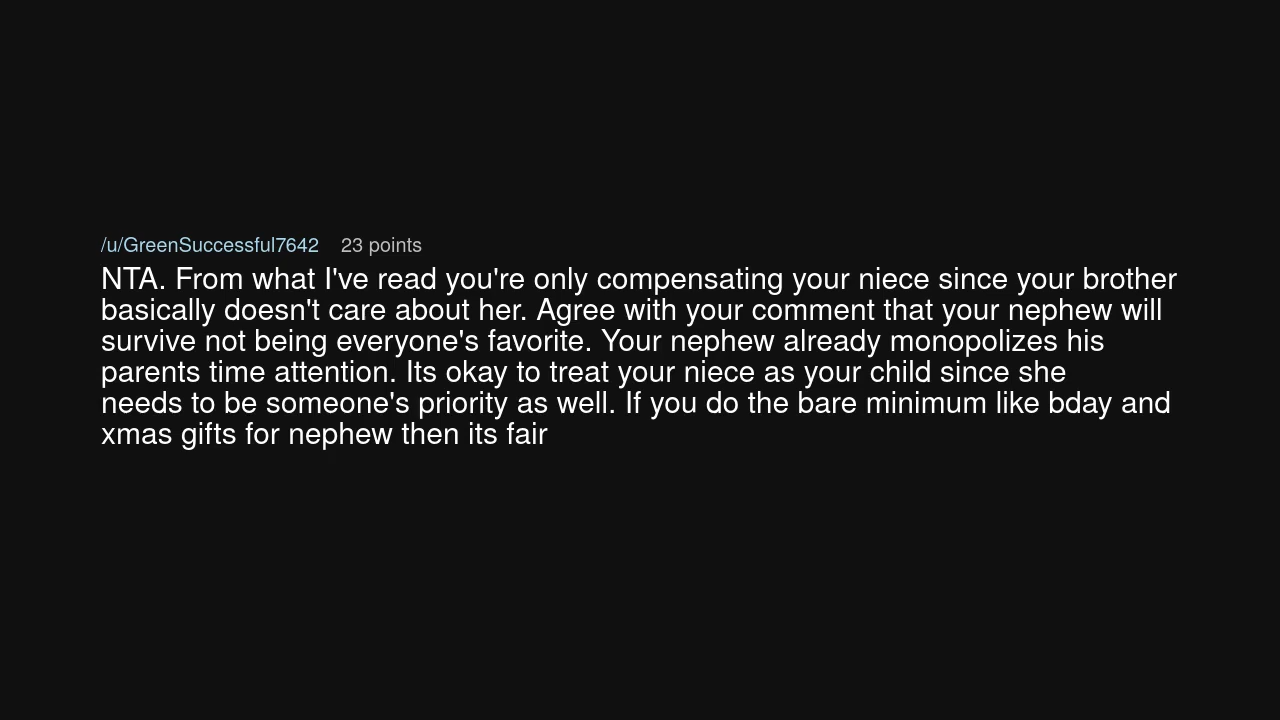 /u/GreenSuccessful7642 23 points
NTA. From what I've read you're only compensating your niece since your brother
basically doesn't care about her. Agree with your comment that your nephew will
survive not being everyone's favorite. Your nephew already monopolizes his
parents time attention. Its okay to treat your niece as your child since she
needs to be someone's priority as well. If you do the bare minimum like bday and
xmas gifts for nephew then its fair